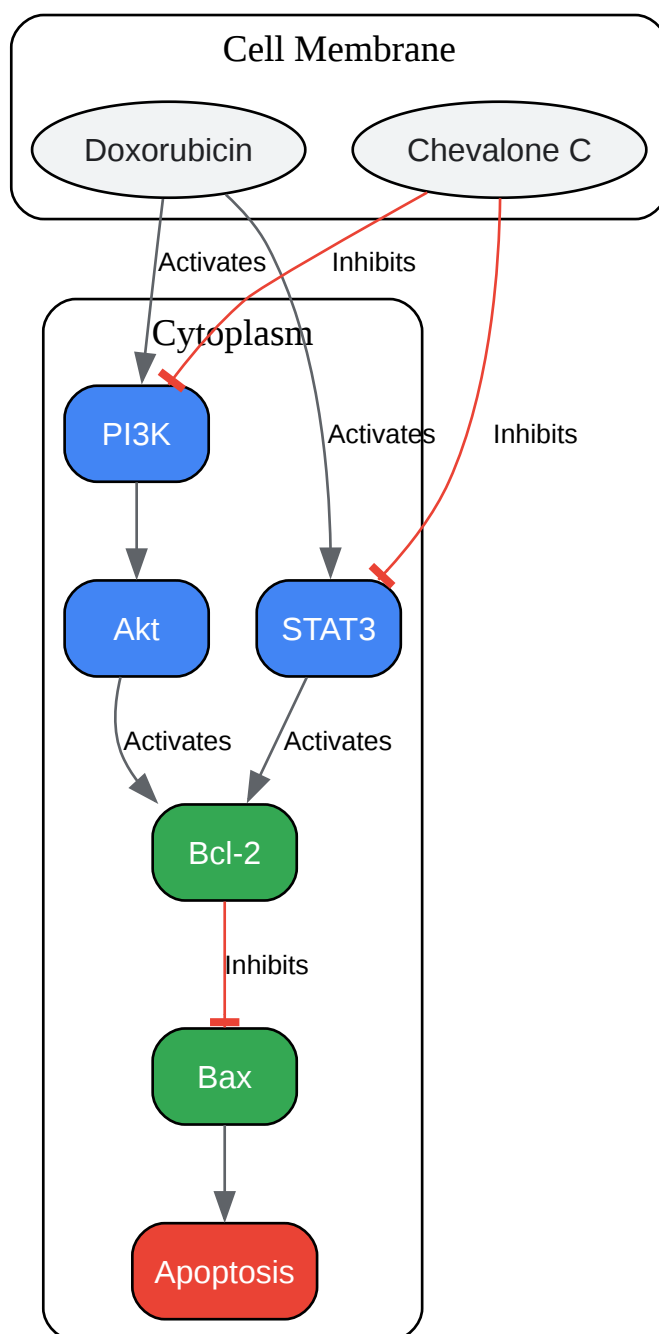 Cell Membrane
Doxorubicin
Chevalone C
Activates
Inhibits
Cytoplasm
PI3K
Activates
Inhibits
Akt
STAT3
Activates
Activates
Bcl-2
Inhibits
Bax
Apoptosis